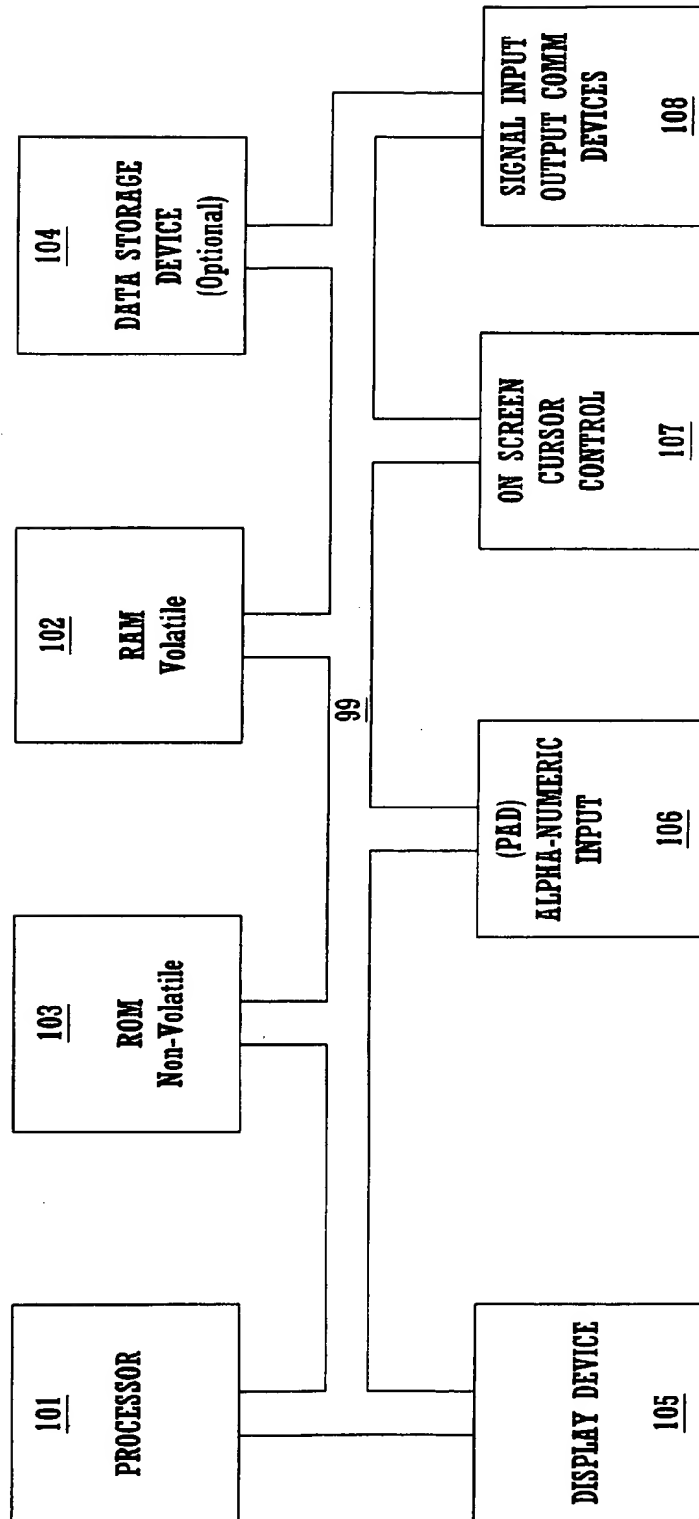 101
PROCESSOR
103
ROM
Non-Volatile
102
RAM
Volatile
104
DATA STORAGE
DEVICE
(Optional)
99
DISPLAY DEVICE
105
(PAD)
ALPHA-NUMERIC
INPUT
106
ON SCREEN
CURSOR
CONTROL
107
SIGNAL INPUT
OUTPUT COMM
DEVICES
108